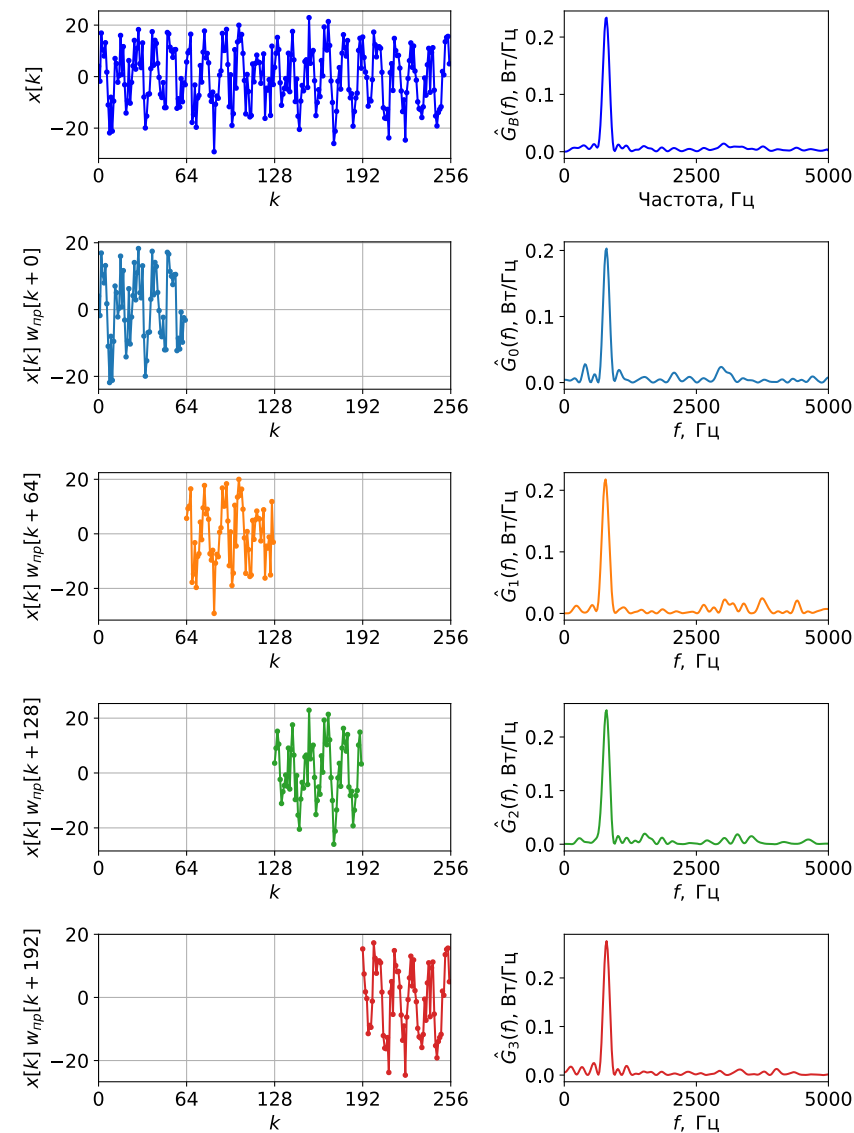 x[k]
20
0
−20
0 64 128 192 256
k
Ĝ_B(f), Вт/Гц
0.2
0.1
0.0
0 2500 5000
Частота, Гц
x[k] w_пр[k + 0]
20
0
−20
0 64 128 192 256
k
Ĝ_0(f), Вт/Гц
0.2
0.1
0.0
0 2500 5000
f, Гц
x[k] w_пр[k + 64]
20
0
−20
0 64 128 192 256
k
Ĝ_1(f), Вт/Гц
0.2
0.1
0.0
0 2500 5000
f, Гц
x[k] w_пр[k + 128]
20
0
−20
0 64 128 192 256
k
Ĝ_2(f), Вт/Гц
0.2
0.1
0.0
0 2500 5000
f, Гц
x[k] w_пр[k + 192]
20
0
−20
0 64 128 192 256
k
Ĝ_3(f), Вт/Гц
0.2
0.1
0.0
0 2500 5000
f, Гц